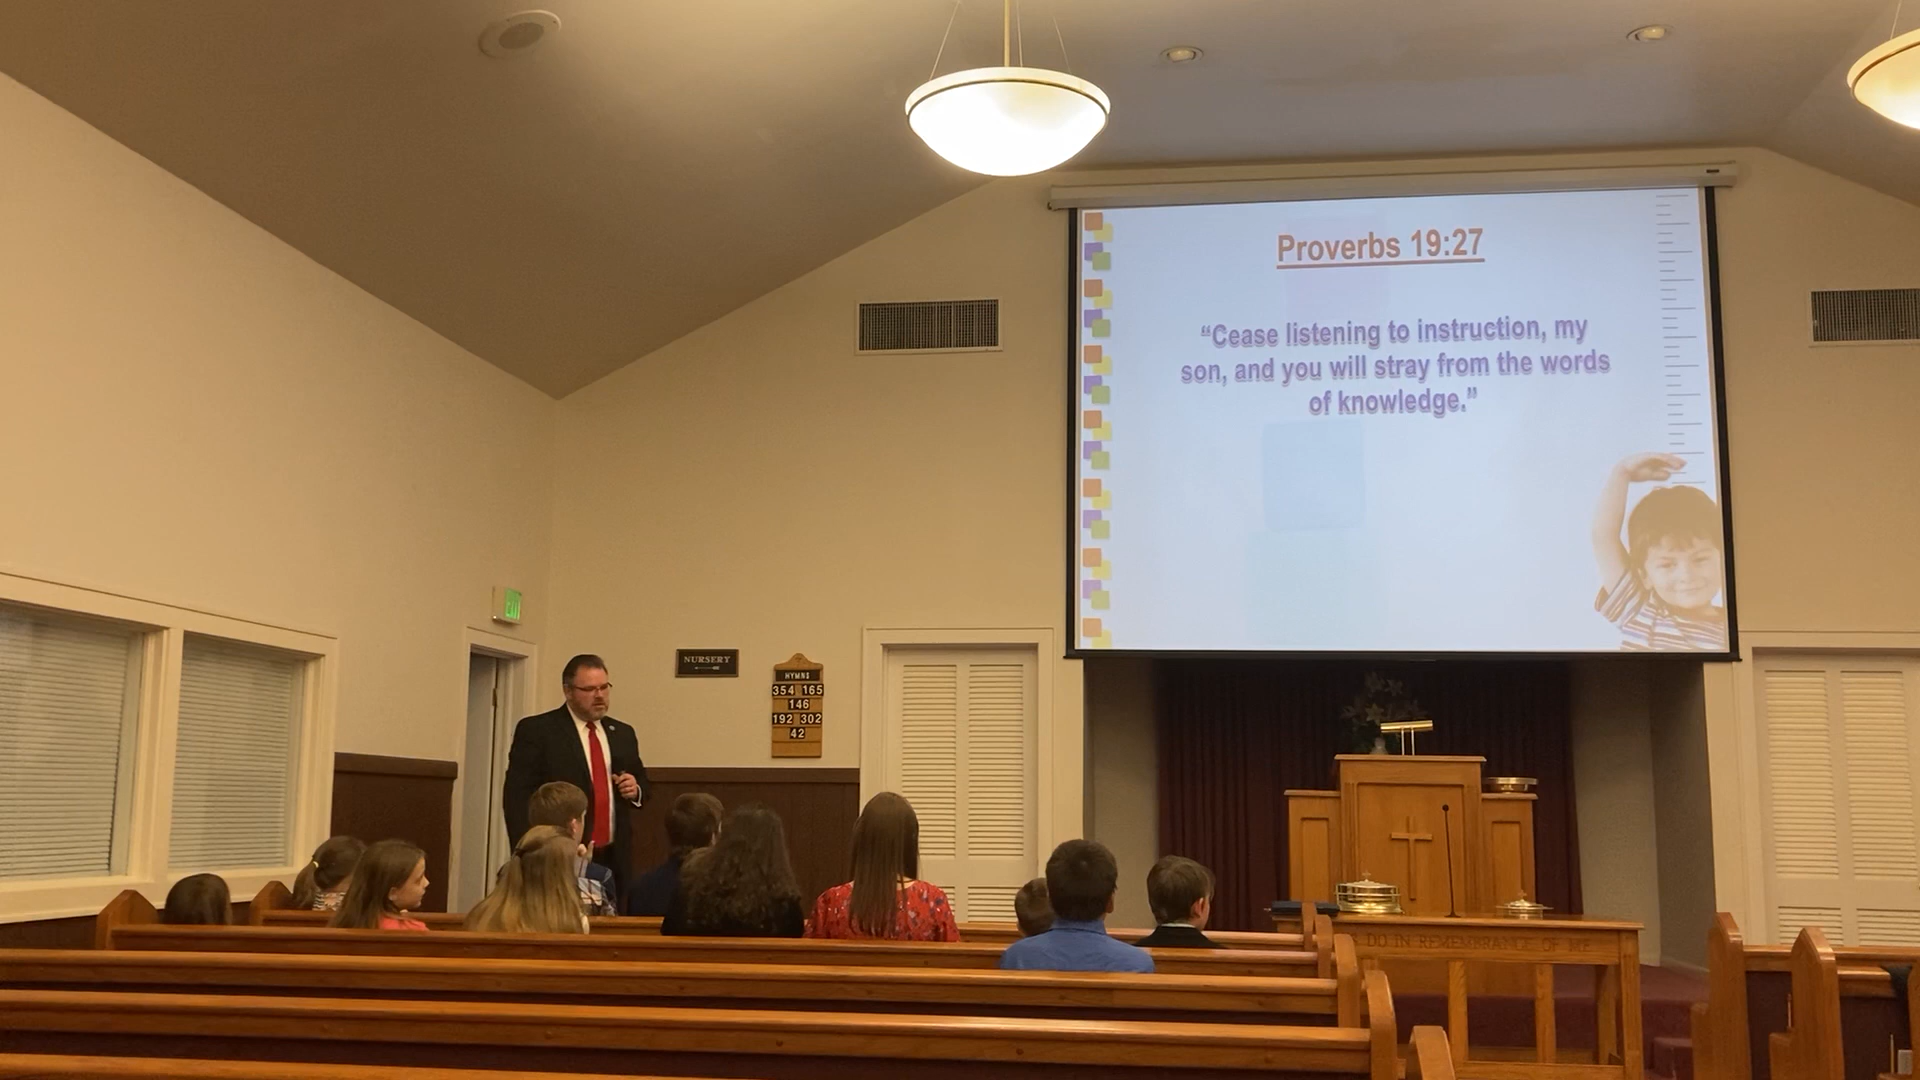 Proverbs 19:27
“Cease listening to instruction, my
son, and you will stray from the words
of knowledge.”
EXIT
NURSERY
HYMNS
354 165
146
192 302
42
DO IN REMEMBRANCE OF ME